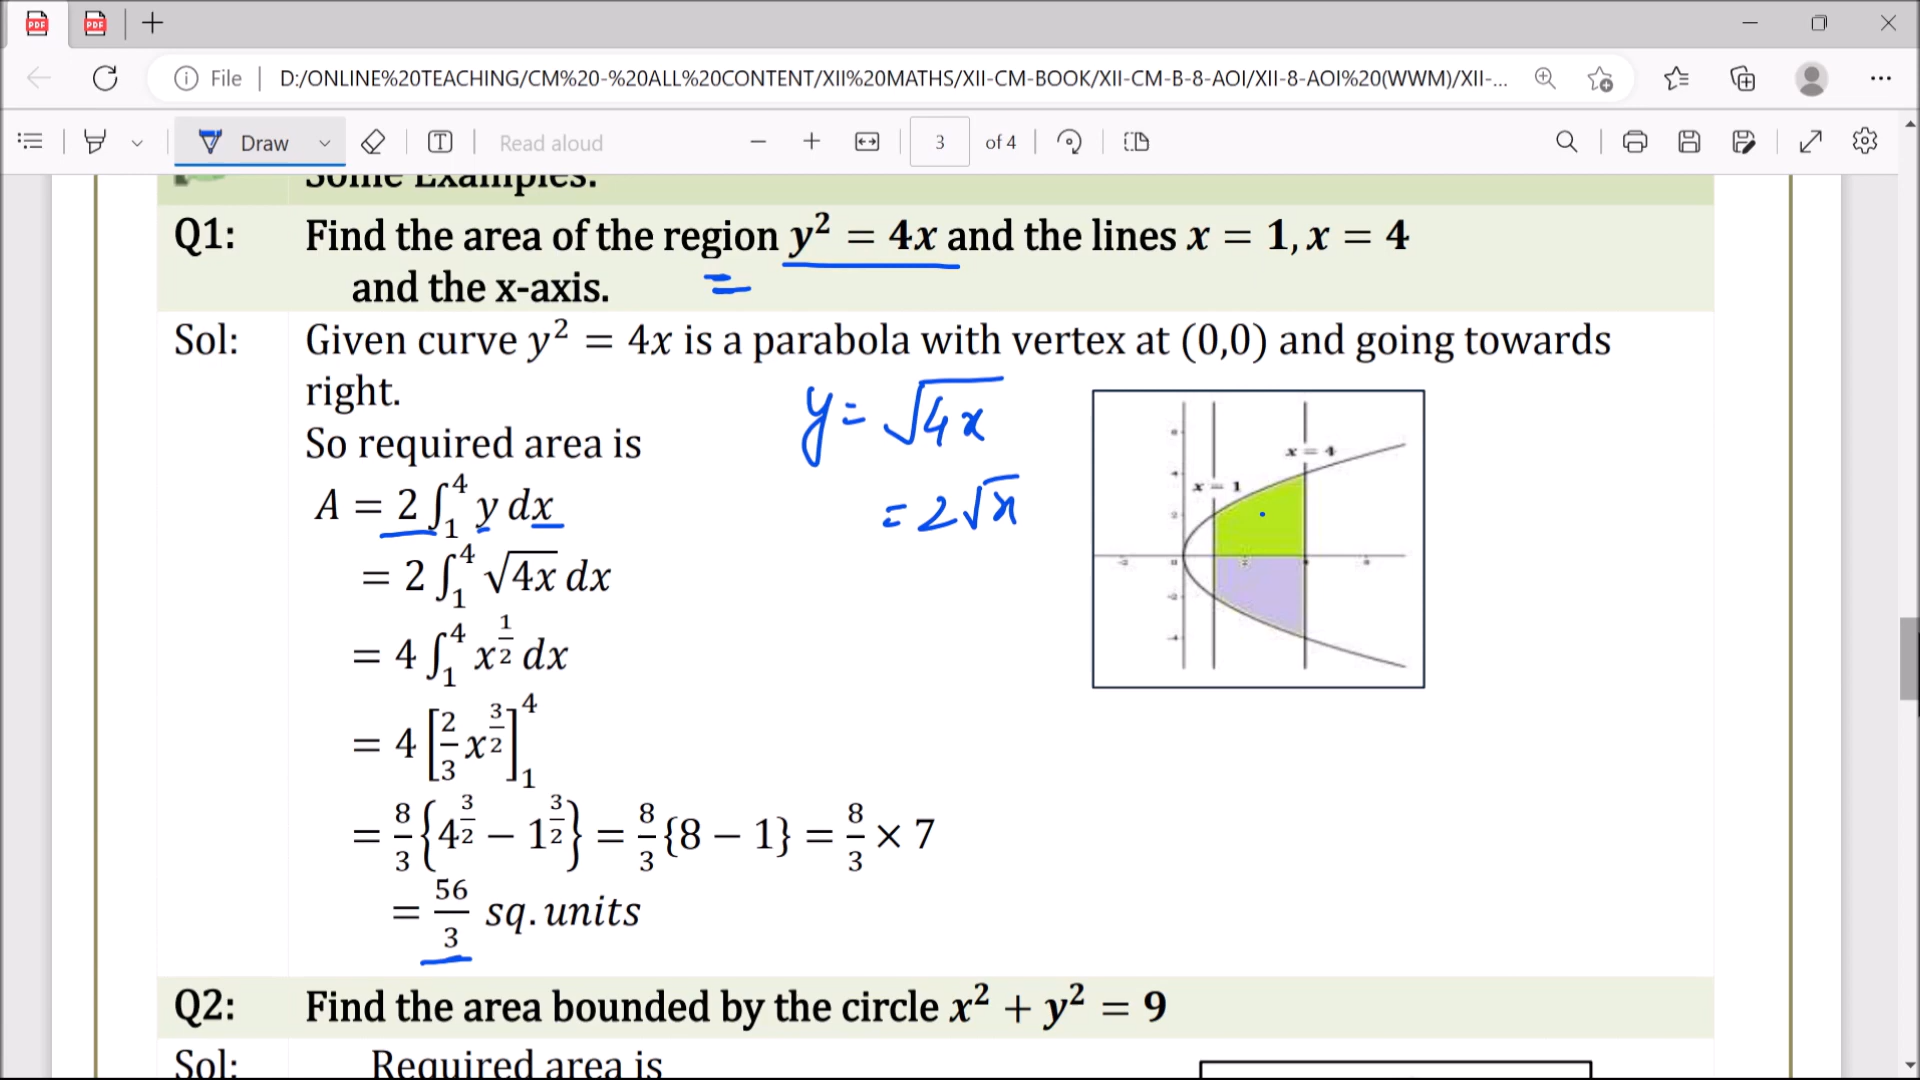 File | D:/ONLINE%20TEACHING/CM%20-%20ALL%20CONTENT/XII%20MATHS/XII-CM-BOOK/XII-CM-B-8-AOI/XII-8-AOI%20(WWM)/XII-...
Draw T Read aloud 3 of 4
Some Examples:
Q1: Find the area of the region y² = 4x and the lines x = 1, x = 4
and the x-axis.
Sol: Given curve y² = 4x is a parabola with vertex at (0,0) and going towards
right.
y = √4x
So required area is
x = 4
x = 1
A = 2 ∫₁⁴ y dx
= 2√x
= 2 ∫₁⁴ √4x dx
= 4 ∫₁⁴ x^(1/2) dx
= 4 [2/3 x^(3/2)]₁⁴
= 8/3 {4^(3/2) − 1^(3/2)} = 8/3 {8 − 1} = 8/3 × 7
= 56/3 sq. units
Q2: Find the area bounded by the circle x² + y² = 9
Sol: Required area is